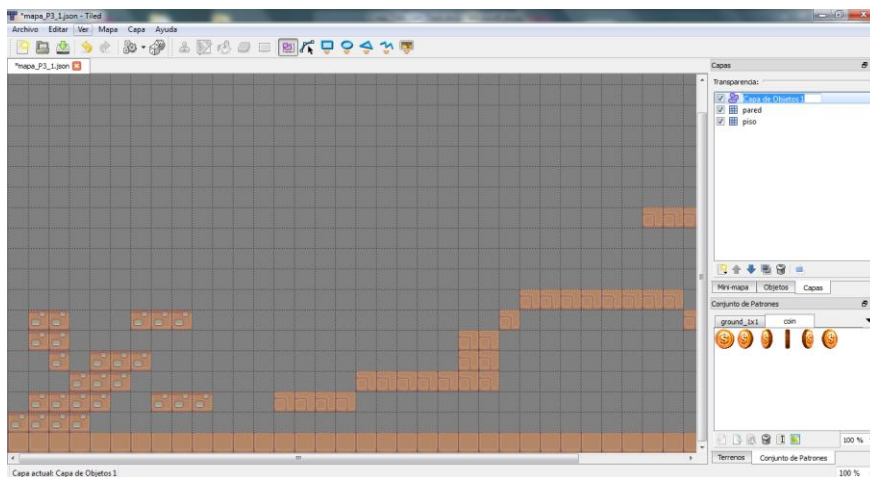 *mapa_P3_1.json - Tiled
Archivo Editar Ver Mapa Capa Ayuda
*mapa_P3_1.json
Capas
Transparencia:
Capa de Objetos 1
pared
piso
Mini-mapa Objetos Capas
Conjunto de Patrones
ground_1x1 coin
100 %
Terrenos Conjunto de Patrones
Capa actual: Capa de Objetos 1
100 %